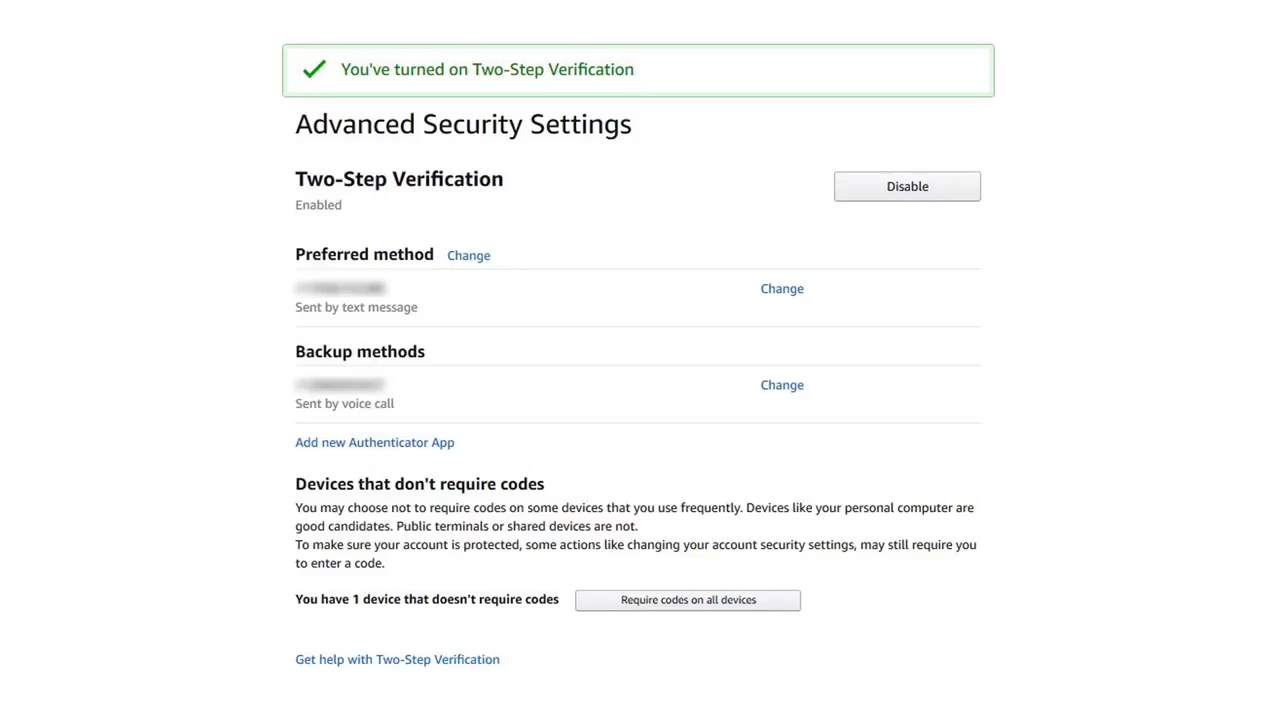 You've turned on Two-Step Verification
Advanced Security Settings
Two-Step Verification
Disable
Enabled
Preferred method Change
Change
Sent by text message
Backup methods
Change
Sent by voice call
Add new Authenticator App
Devices that don't require codes
You may choose not to require codes on some devices that you use frequently. Devices like your personal computer are
good candidates. Public terminals or shared devices are not.
To make sure your account is protected, some actions like changing your account security settings, may still require you
to enter a code.
You have 1 device that doesn't require codes Require codes on all devices
Get help with Two-Step Verification